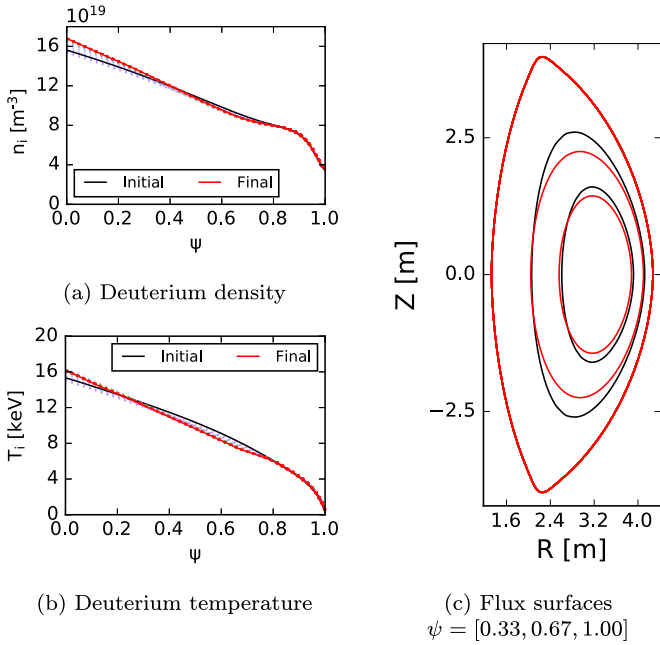 10^19
16
12
8
4
0
n_i [m^-3]
Initial
Final
0.0 0.2 0.4 0.6 0.8 1.0
ψ
(a) Deuterium density
20
16
12
8
4
0
T_i [keV]
Initial
Final
0.0 0.2 0.4 0.6 0.8 1.0
ψ
(b) Deuterium temperature
2.5
0.0
−2.5
Z [m]
1.6 2.4 3.2 4.0
R [m]
(c) Flux surfaces
ψ = [0.33, 0.67, 1.00]